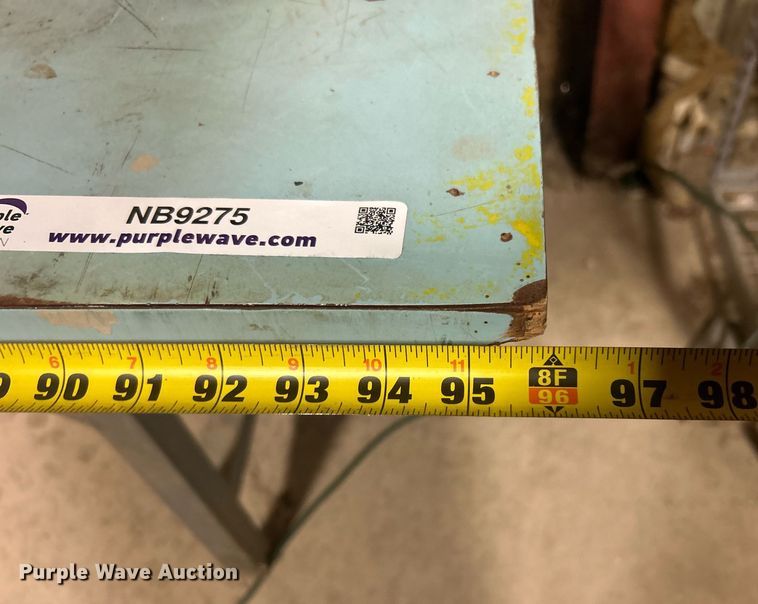 NB9275
www.purplewave.com
6 7 8 9 10 11 1 2
90 91 92 93 94 95 8F 96 97 98
Purple Wave Auction